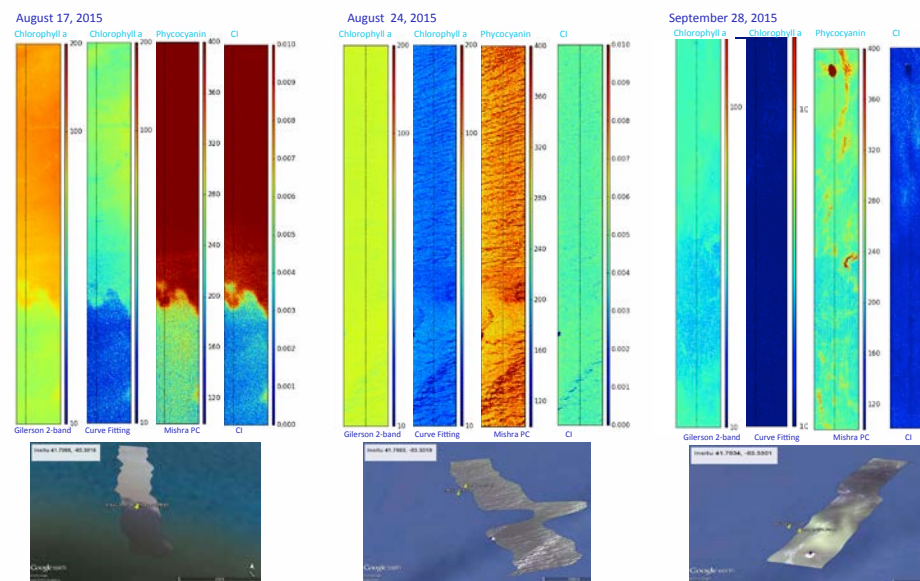 August 17, 2015
August 24, 2015
September 28, 2015
Chlorophyll a Chlorophyll a Phycocyanin CI
Chlorophyll a Chlorophyll a Phycocyanin CI
Chlorophyll a Chlorophyll a Phycocyanin CI
200 200 400 0.010
100 100 360 0.009
0.008
320 0.007
280 0.006
0.005
240 0.004
200 0.003
160 0.002
120 0.001
10 10 0.000
200 200 400 0.010
100 100 360 0.009
0.008
320 0.007
280 0.006
0.005
240 0.004
200 0.003
160 0.002
120 0.001
10 10 0.000
100 1C 400
360
320
280
240
200
160
120
10 1C
Gilerson 2-band Curve Fitting Mishra PC CI
Gilerson 2-band Curve Fitting Mishra PC CI
Gilerson 2-band Curve Fitting Mishra PC CI
Google earth
Google earth
Google earth